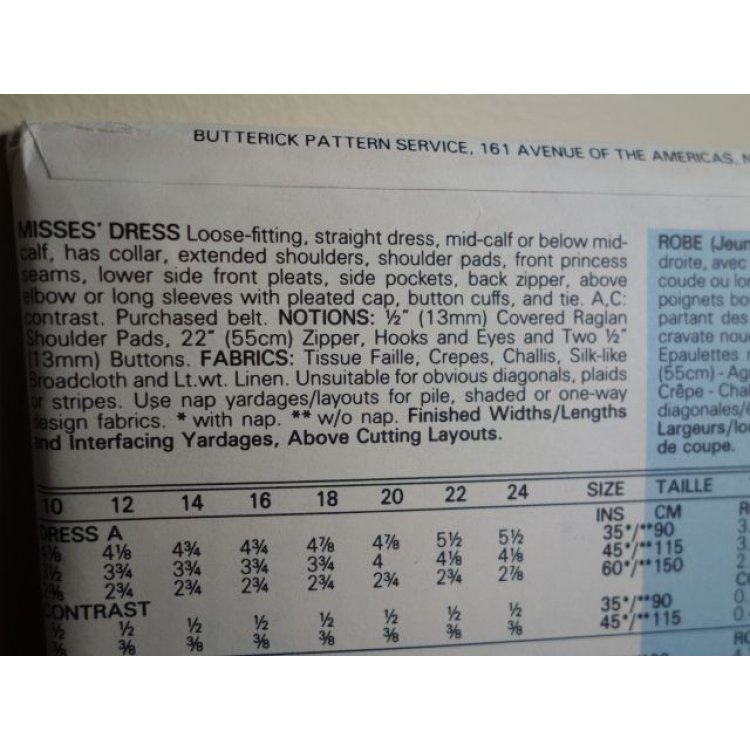 BUTTERICK PATTERN SERVICE, 161 AVENUE OF THE AMERICAS,
MISSES' DRESS Loose-fitting, straight dress, mid-calf or below mid-
calf, has collar, extended shoulders, shoulder pads, front princess
seams, lower side front pleats, side pockets, back zipper, above
elbow or long sleeves with pleated cap, button cuffs, and tie. A,C:
contrast. Purchased belt. NOTIONS: ½" (13mm) Covered Raglan
Shoulder Pads, 22" (55cm) Zipper, Hooks and Eyes and Two ½"
(13mm) Buttons. FABRICS: Tissue Faille, Crepes, Challis, Silk-like
Broadcloth and Lt.wt. Linen. Unsuitable for obvious diagonals, plaids
or stripes. Use nap yardages/layouts for pile, shaded or one-way
design fabrics. * with nap. ** w/o nap. Finished Widths/Lengths
and Interfacing Yardages, Above Cutting Layouts.
ROBE (Jeun
droite, avec
coude ou lo
poignets bo
partant des
cravate nou
Epaulettes
(55cm) - Ag
Crêpe - Cha
diagonales/
Largeurs/lo
de coupe.
10 12 14 16 18 20 22 24 SIZE TAILLE
INS CM
DRESS A
4⅛ 4⅛ 4¾ 4¾ 4⅞ 4⅞ 5½ 5½ 35*/**90
3½ 3¾ 3¾ 3¾ 3¾ 4 4⅛ 4⅛ 45*/**115
2⅝ 2¾ 2¾ 2¾ 2¾ 2¾ 2¾ 2⅞ 60*/**150
CONTRAST
½ ½ ½ ½ ½ ½ ½ ½ 35*/**90
⅜ ⅜ ⅜ ⅜ ⅜ ⅜ ⅜ 45*/**115